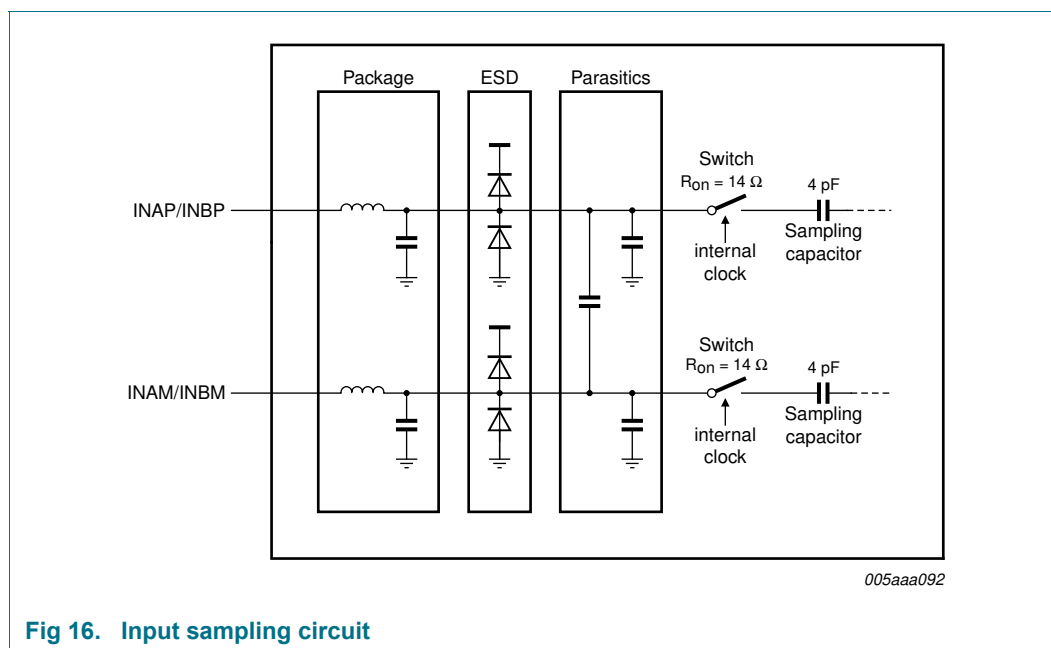 Package ESD Parasitics
Switch
Ron = 14 Ω
4 pF
INAP/INBP
internal
clock
Sampling
capacitor
Switch
Ron = 14 Ω
4 pF
INAM/INBM
internal
clock
Sampling
capacitor
005aaa092
Fig 16. Input sampling circuit